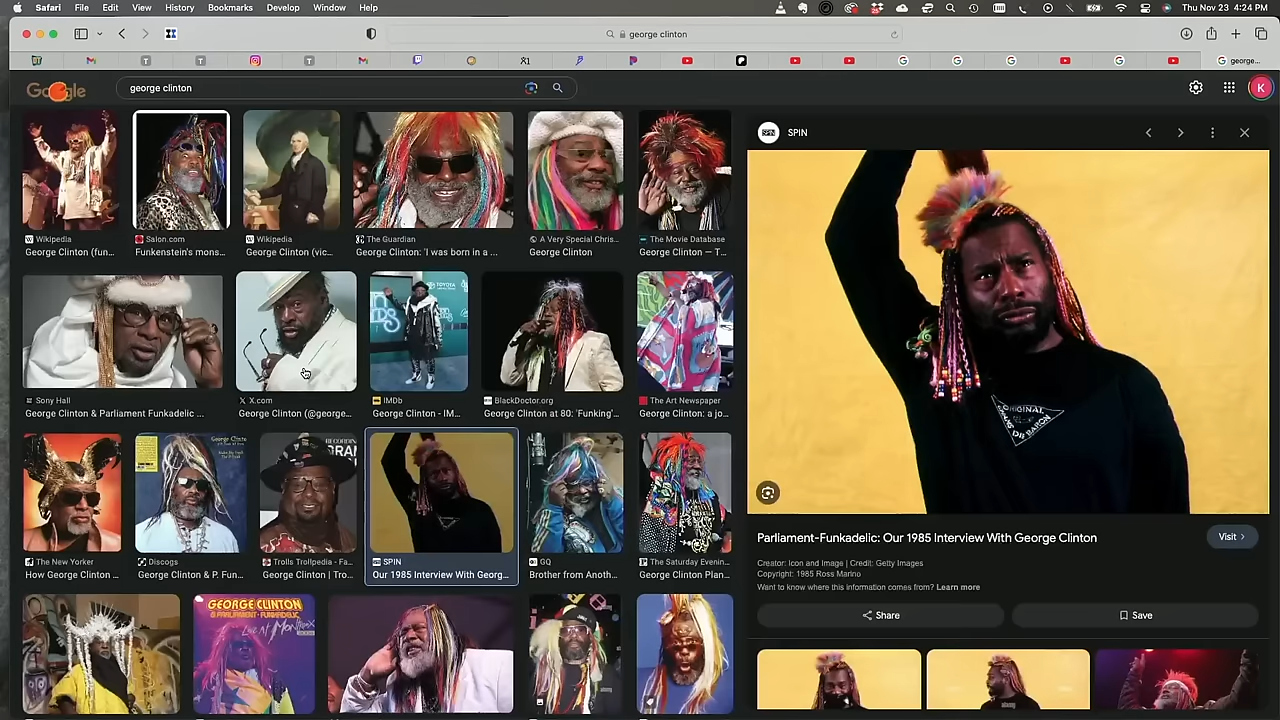 Safari File Edit View History Bookmarks Develop Window Help
Thu Nov 23 4:24 PM
george clinton
george...
Google
george clinton
K
SPIN
Wikipedia
George Clinton (fun...
Salon.com
Funkenstein's mons...
Wikipedia
George Clinton (vic...
The Guardian
George Clinton: 'I was born in a ...
A Very Special Chris...
George Clinton
The Movie Database
George Clinton — T...
Sony Hall
George Clinton & Parliament Funkadelic ...
X.com
George Clinton (@george...
IMDb
George Clinton - IM...
BlackDoctor.org
George Clinton at 80: 'Funking'...
The Art Newspaper
George Clinton: a jo...
ORIGINAL
The New Yorker
How George Clinton ...
Discogs
George Clinton & P. Fun...
Trolls Trollpedia - Fa...
George Clinton | Tro...
SPIN
Our 1985 Interview With Georg...
GQ
Brother from Anoth...
The Saturday Evenin...
George Clinton Plan...
GEORGE CLINTON
Parliament-Funkadelic: Our 1985 Interview With George Clinton
Visit
Creator: Icon and Image | Credit: Getty Images
Copyright: 1985 Ross Marino
Want to know where this information comes from? Learn more
Share
Save